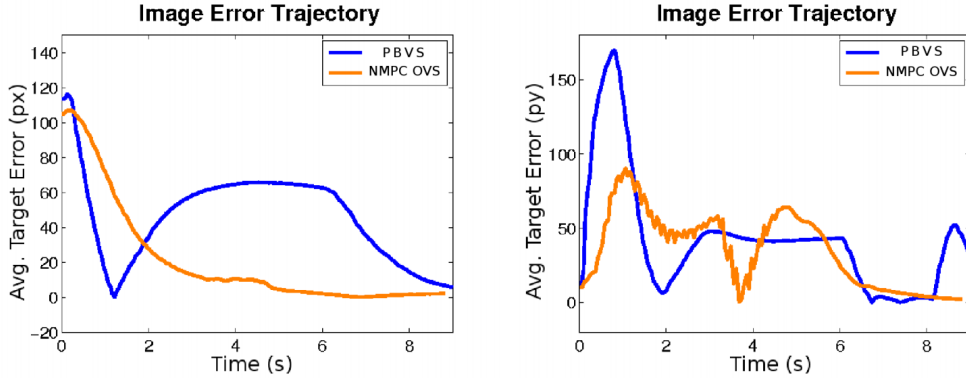 Image Error Trajectory
Avg. Target Error (px)
140
120
100
80
60
40
20
0
−20
0 2 4 6 8
Time (s)
PBVS
NMPC OVS
Image Error Trajectory
Avg. Target Error (py)
150
100
50
0
0 2 4 6 8
Time (s)
PBVS
NMPC OVS